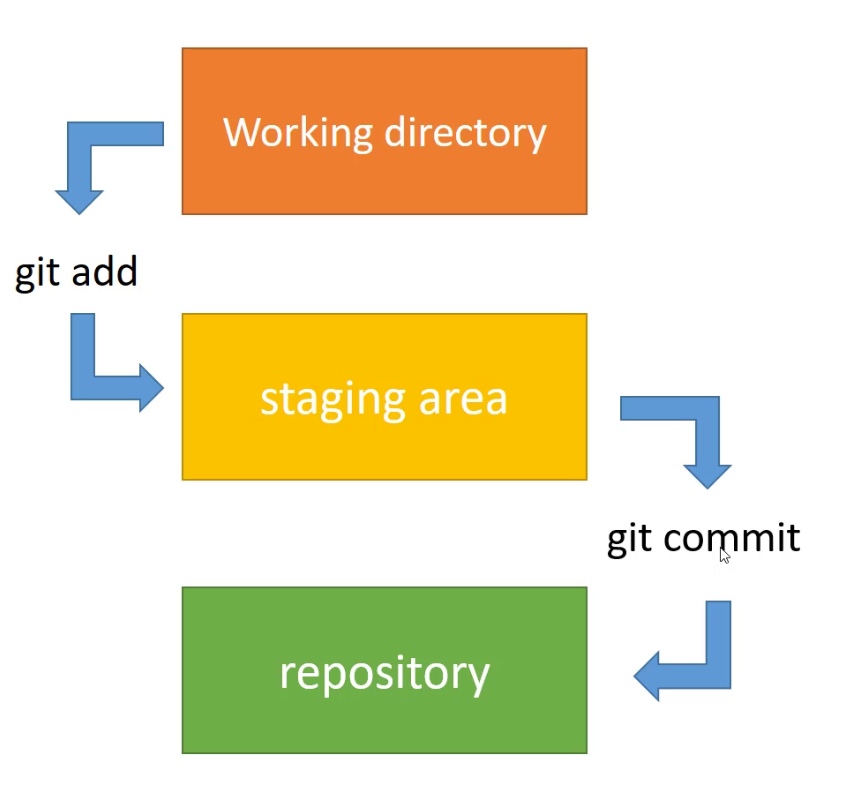 Working directory
git add
staging area
git commit
repository